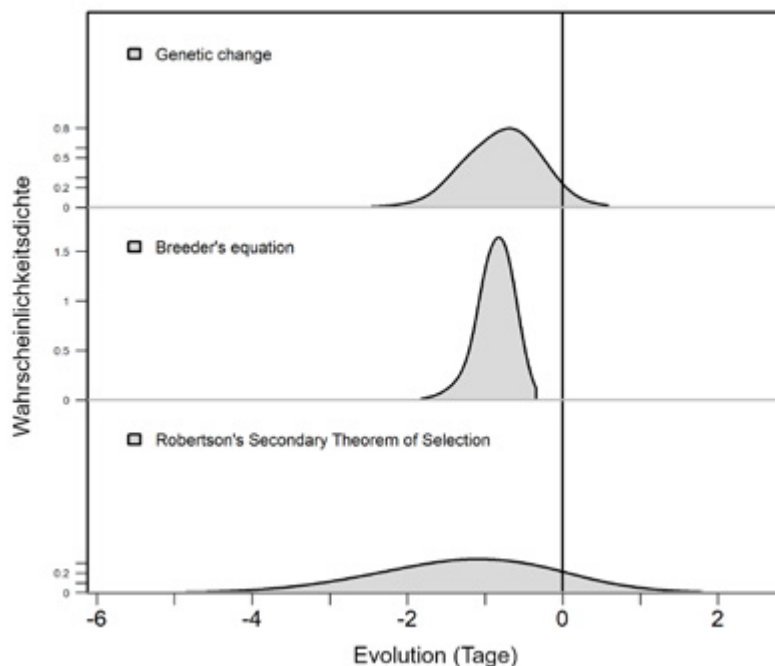 Genetic change
0.8
0.5
0.2
0
Breeder's equation
1.5
1
0.5
0
Robertson's Secondary Theorem of Selection
0.2
0
Wahrscheinlichkeitsdichte
-6 -4 -2 0 2
Evolution (Tage)